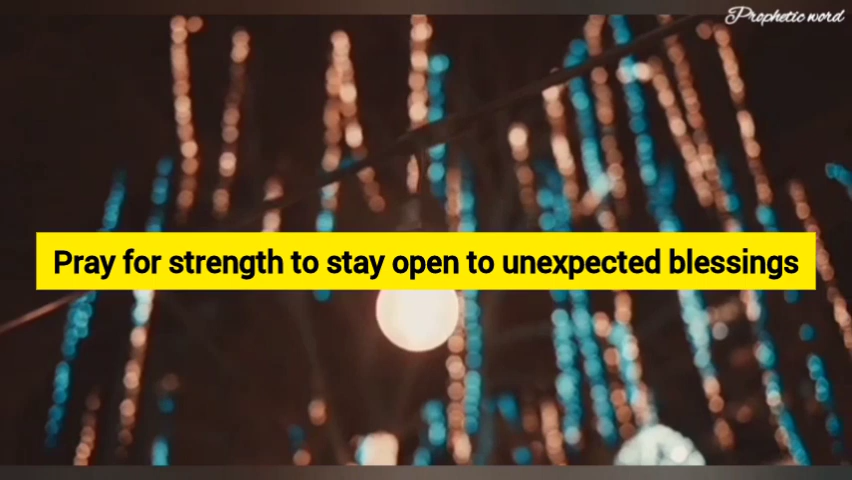 Prophetic word
Pray for strength to stay open to unexpected blessings